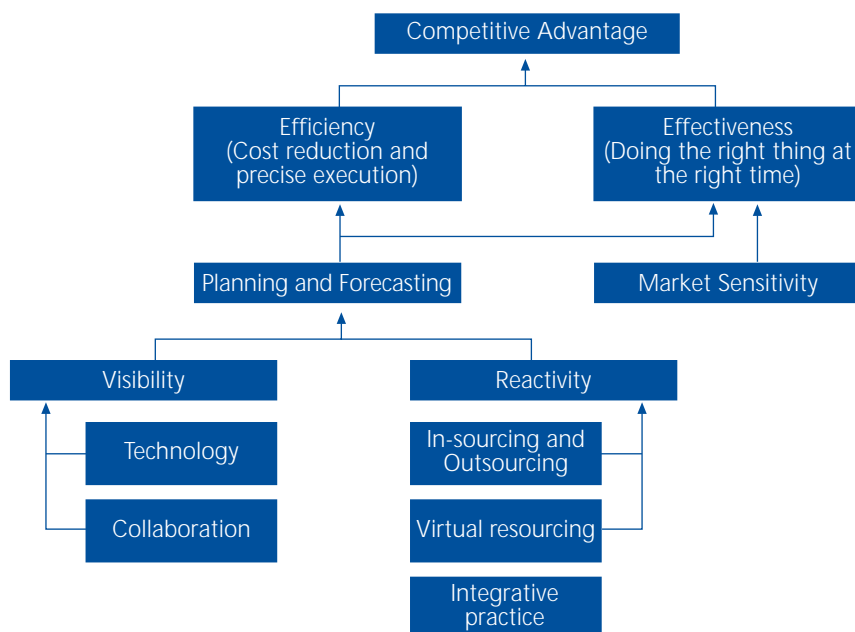 Competitive Advantage
Efficiency
(Cost reduction and
precise execution)
Effectiveness
(Doing the right thing at
the right time)
Planning and Forecasting
Market Sensitivity
Visibility
Reactivity
Technology
In-sourcing and
Outsourcing
Collaboration
Virtual resourcing
Integrative
practice